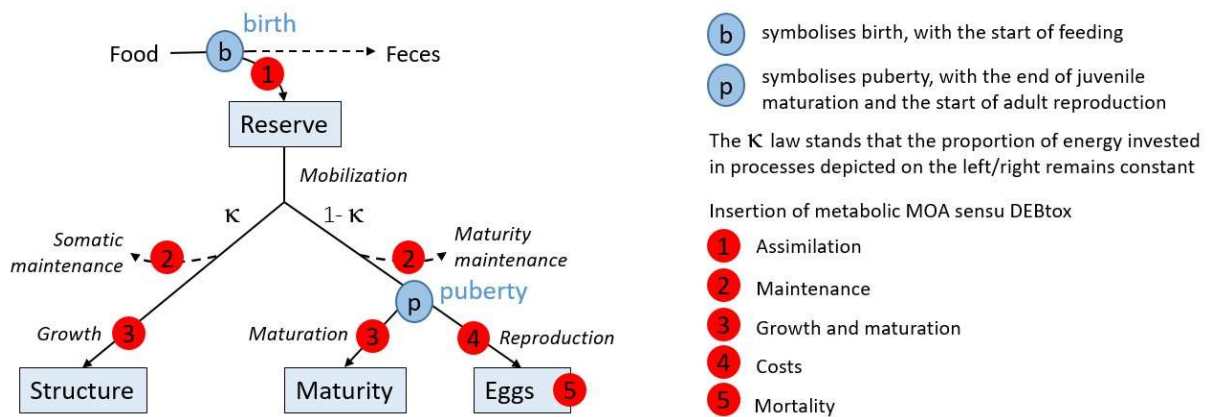 birth
Food
b
Feces
1
Reserve
Mobilization
κ
1- κ
Somatic
maintenance
2
2
Maturity
maintenance
puberty
p
Growth
3
Maturation
3
4
Reproduction
Structure
Maturity
Eggs
5
b
symbolises birth, with the start of feeding
p
symbolises puberty, with the end of juvenile
maturation and the start of adult reproduction
The κ law stands that the proportion of energy invested
in processes depicted on the left/right remains constant
Insertion of metabolic MOA sensu DEBtox
1 Assimilation
2 Maintenance
3 Growth and maturation
4 Costs
5 Mortality